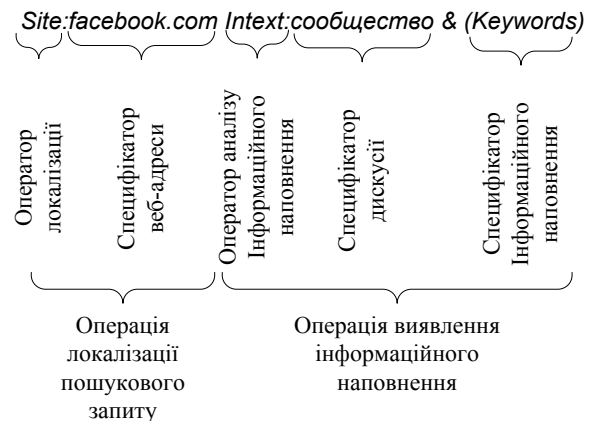 Site:facebook.com Intext:сообщество & (Keywords)
Оператор
локалізації
Специфікатор
веб-адреси
Оператор аналізу
Інформаційного
наповнення
Специфікатор
дискусії
Специфікатор
Інформаційного
наповнення
Операція
локалізації
пошукового
запиту
Операція виявлення
інформаційного
наповнення